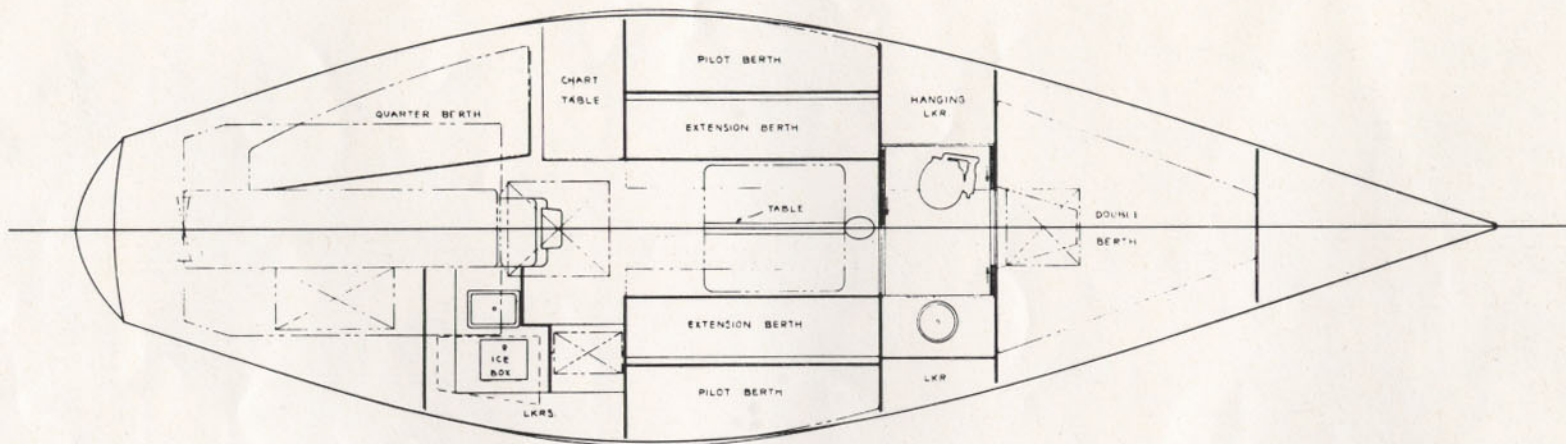 PILOT BERTH
CHART
TABLE
HANGING
LKR
QUARTER BERTH
EXTENSION BERTH
TABLE
DOUBLE
BERTH
EXTENSION BERTH
ICE
BOX
LKR
PILOT BERTH
LKRS.